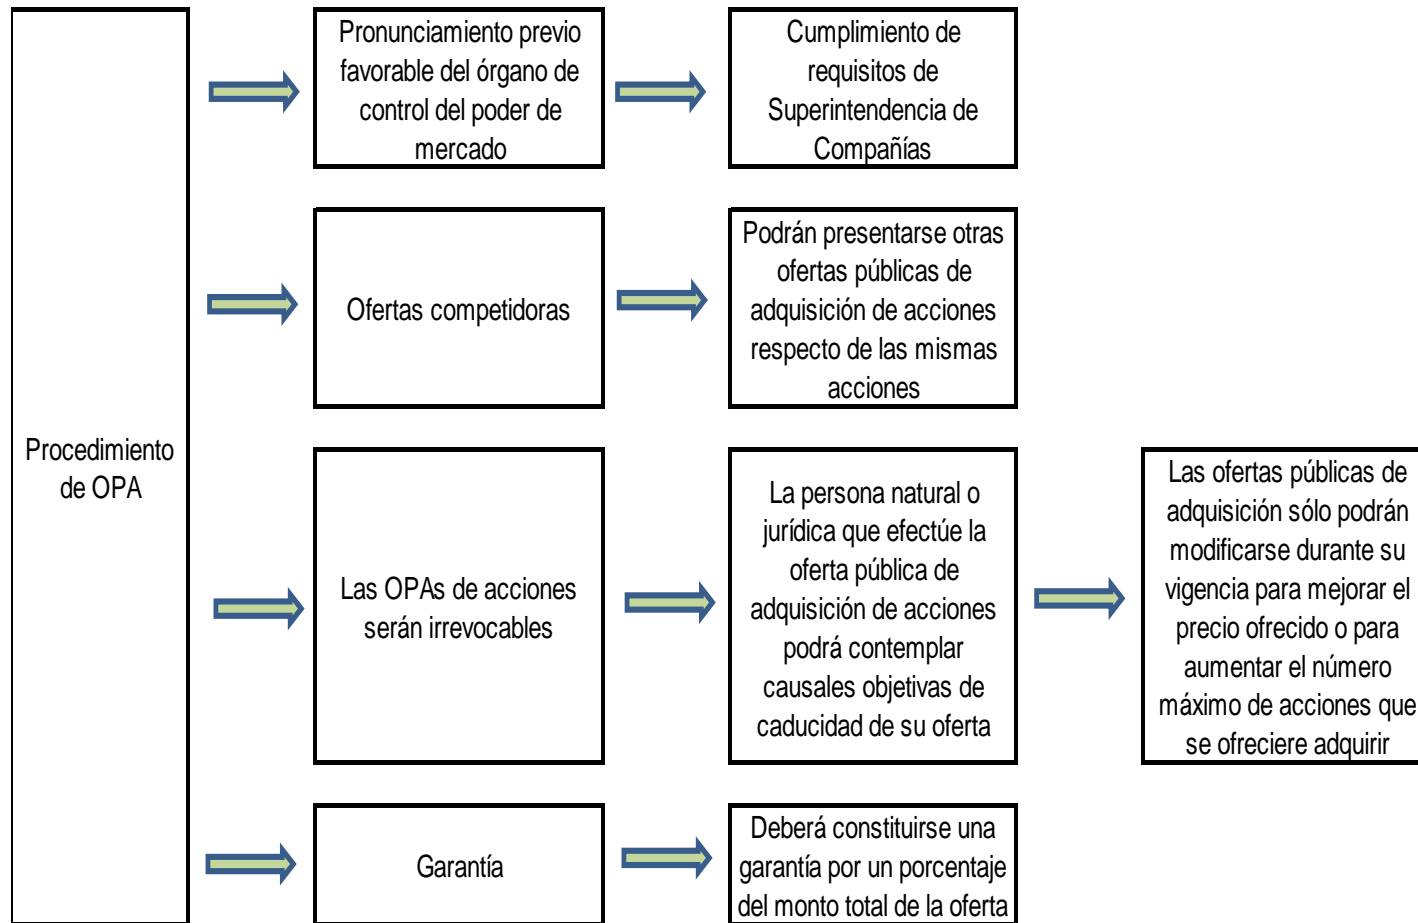 Procedimiento
de OPA
Pronunciamiento previo
favorable del órgano de
control del poder de
mercado
Cumplimiento de
requisitos de
Superintendencia de
Compañías
Ofertas competidoras
Podrán presentarse otras
ofertas públicas de
adquisición de acciones
respecto de las mismas
acciones
Las OPAs de acciones
serán irrevocables
La persona natural o
jurídica que efectúe la
oferta pública de
adquisición de acciones
podrá contemplar
causales objetivas de
caducidad de su oferta
Las ofertas públicas de
adquisición sólo podrán
modificarse durante su
vigencia para mejorar el
precio ofrecido o para
aumentar el número
máximo de acciones que
se ofreciere adquirir
Garantía
Deberá constituirse una
garantía por un porcentaje
del monto total de la oferta